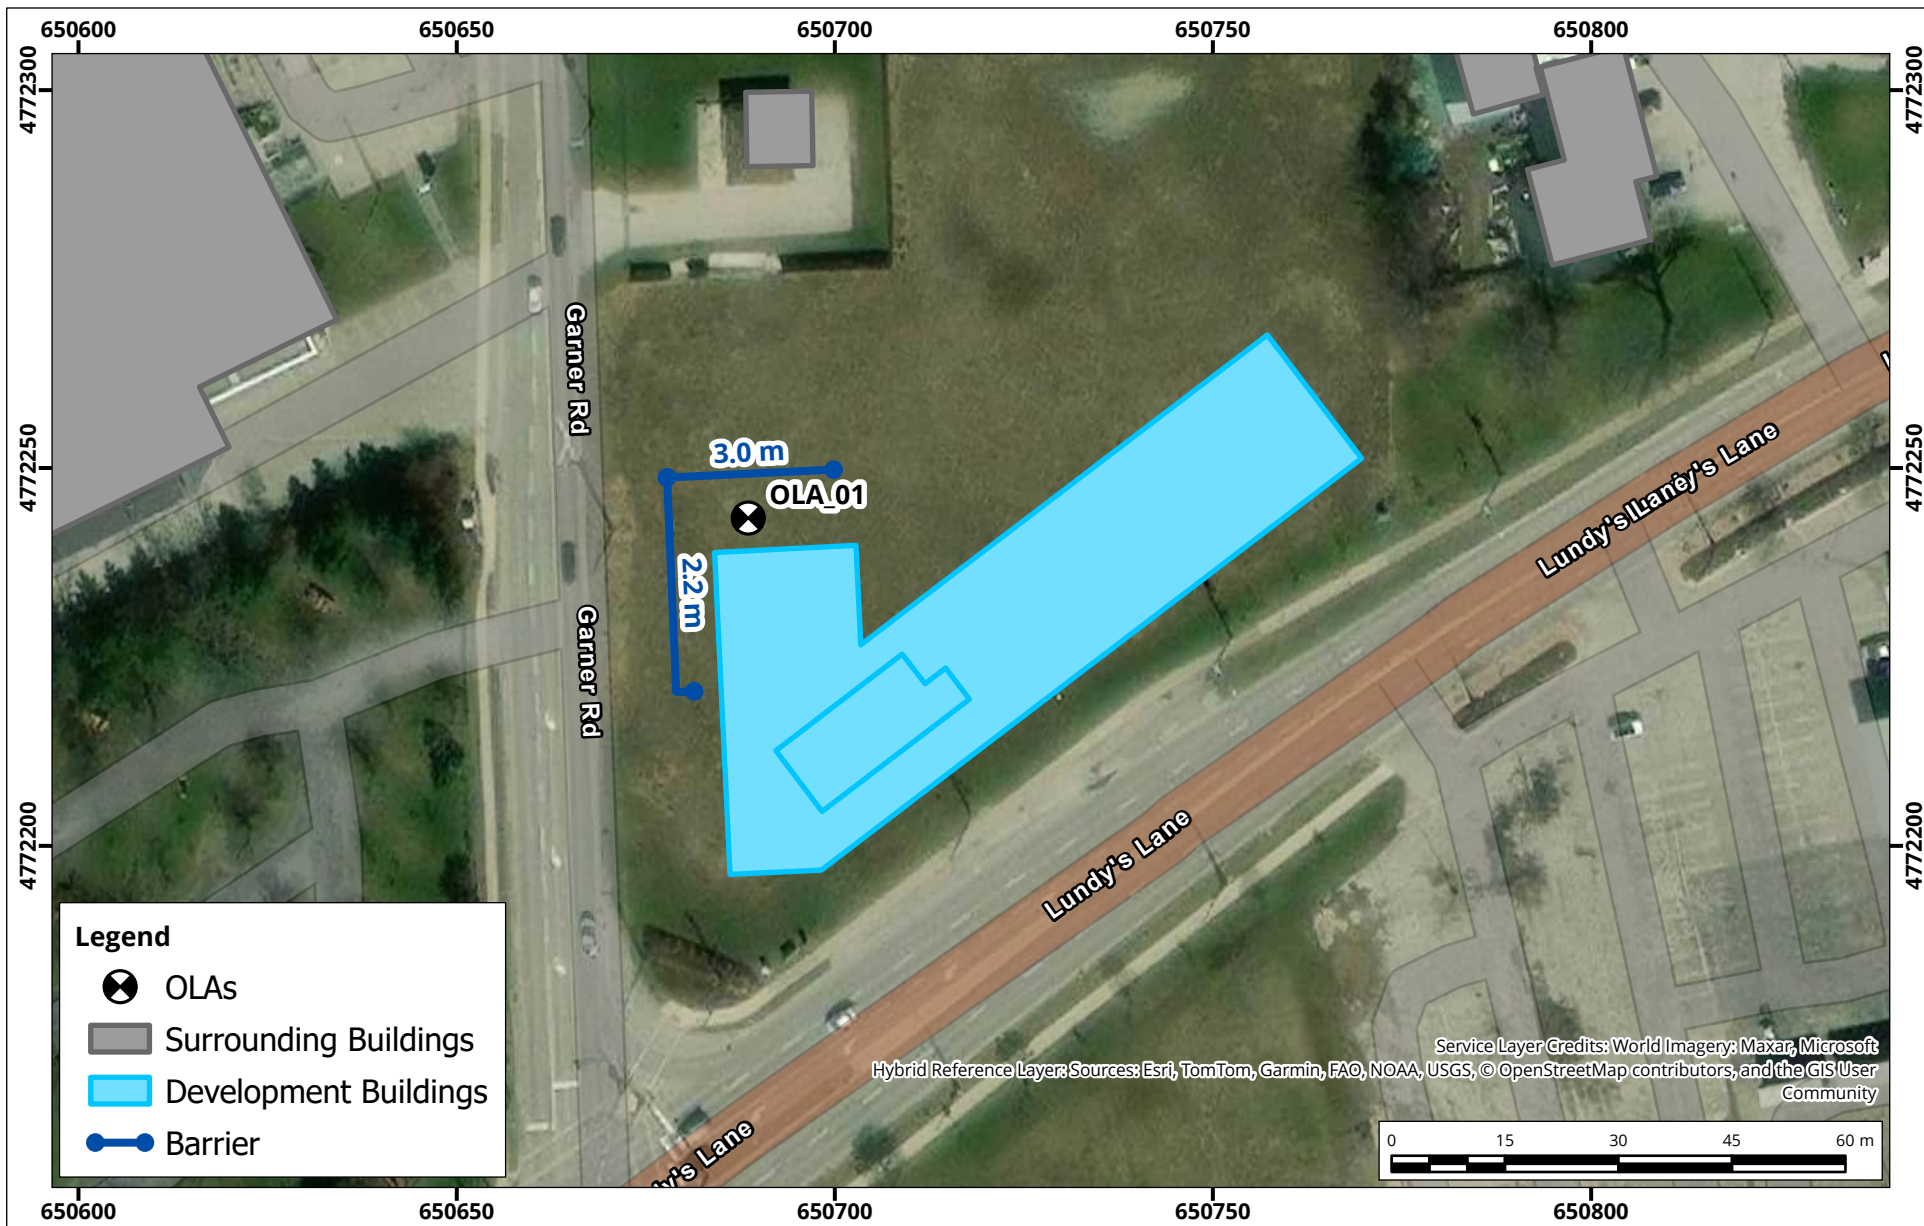 650600
650650
650700
650750
650800
4772300
4772300
4772250
4772250
4772200
4772200
Garner Rd
Garner Rd
3.0 m
OLA_01
2.2 m
Lundy's Lane
Lundy's Lane
Lundy's Lane
dy's Lane
Legend
OLAs
Surrounding Buildings
Development Buildings
Barrier
Service Layer Credits: World Imagery: Maxar, Microsoft
Hybrid Reference Layer: Sources: Esri, TomTom, Garmin, FAO, NOAA, USGS, © OpenStreetMap contributors, and the GIS User
Community
0 15 30 45 60 m
650600
650650
650700
650750
650800